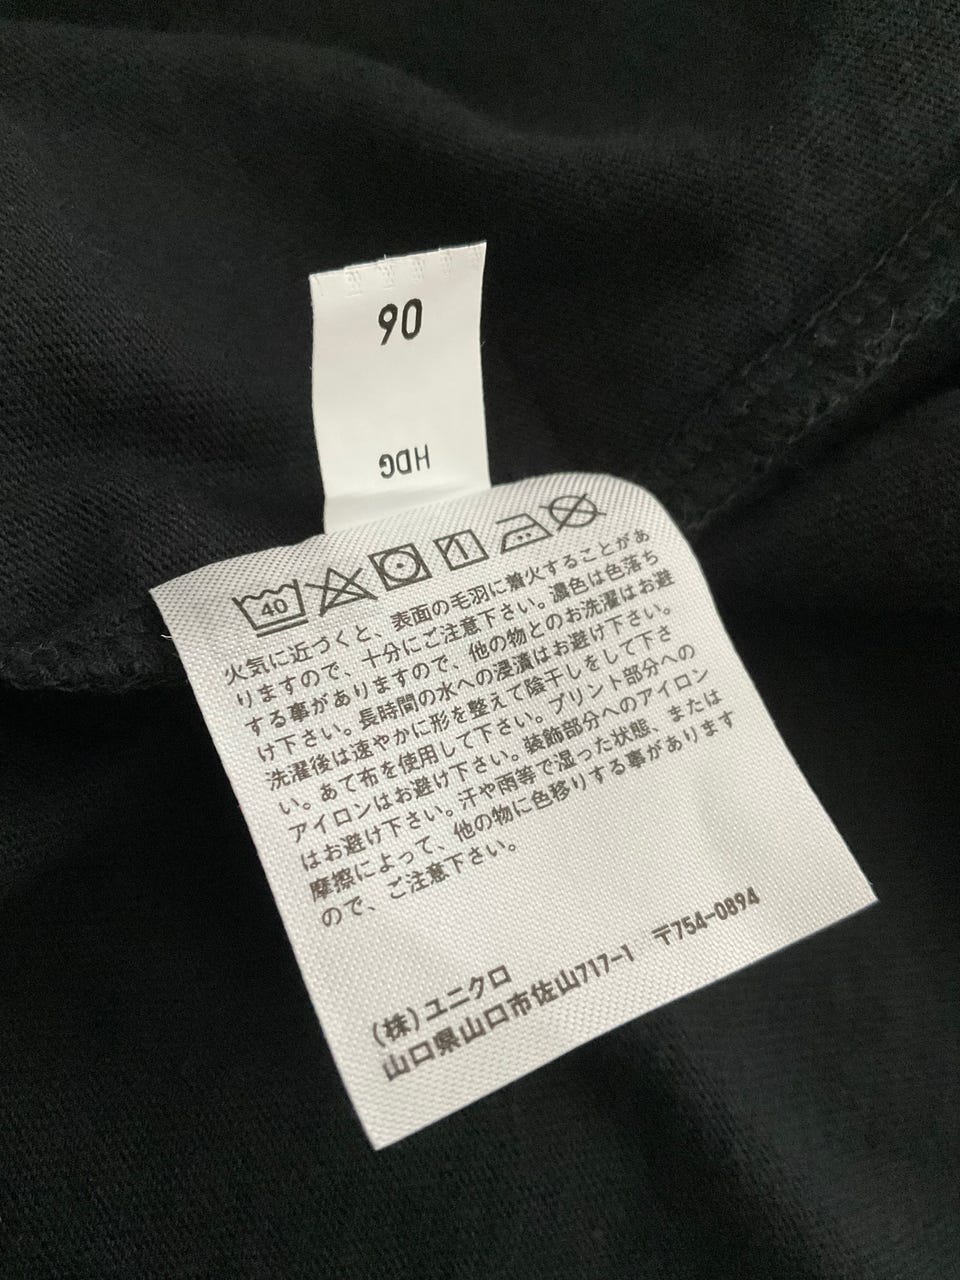 90
HDG
40
火気に近づくと、表面の毛羽に着火することがあ
りますので、十分にご注意下さい。濃色は色落ち
する事がありますので、他の物とのお洗濯はお避
け下さい。長時間の水への浸漬はお避け下さい。
洗濯後は速やかに形を整えて陰干しをして下さ
い。あて布を使用して下さい。プリント部分への
アイロンはお避け下さい。装飾部分へのアイロン
はお避け下さい。汗や雨等で湿った状態、または
摩擦によって、他の物に色移りする事があります
ので、ご注意下さい。
(株)ユニクロ
山口県山口市佐山717-1 〒754-0894